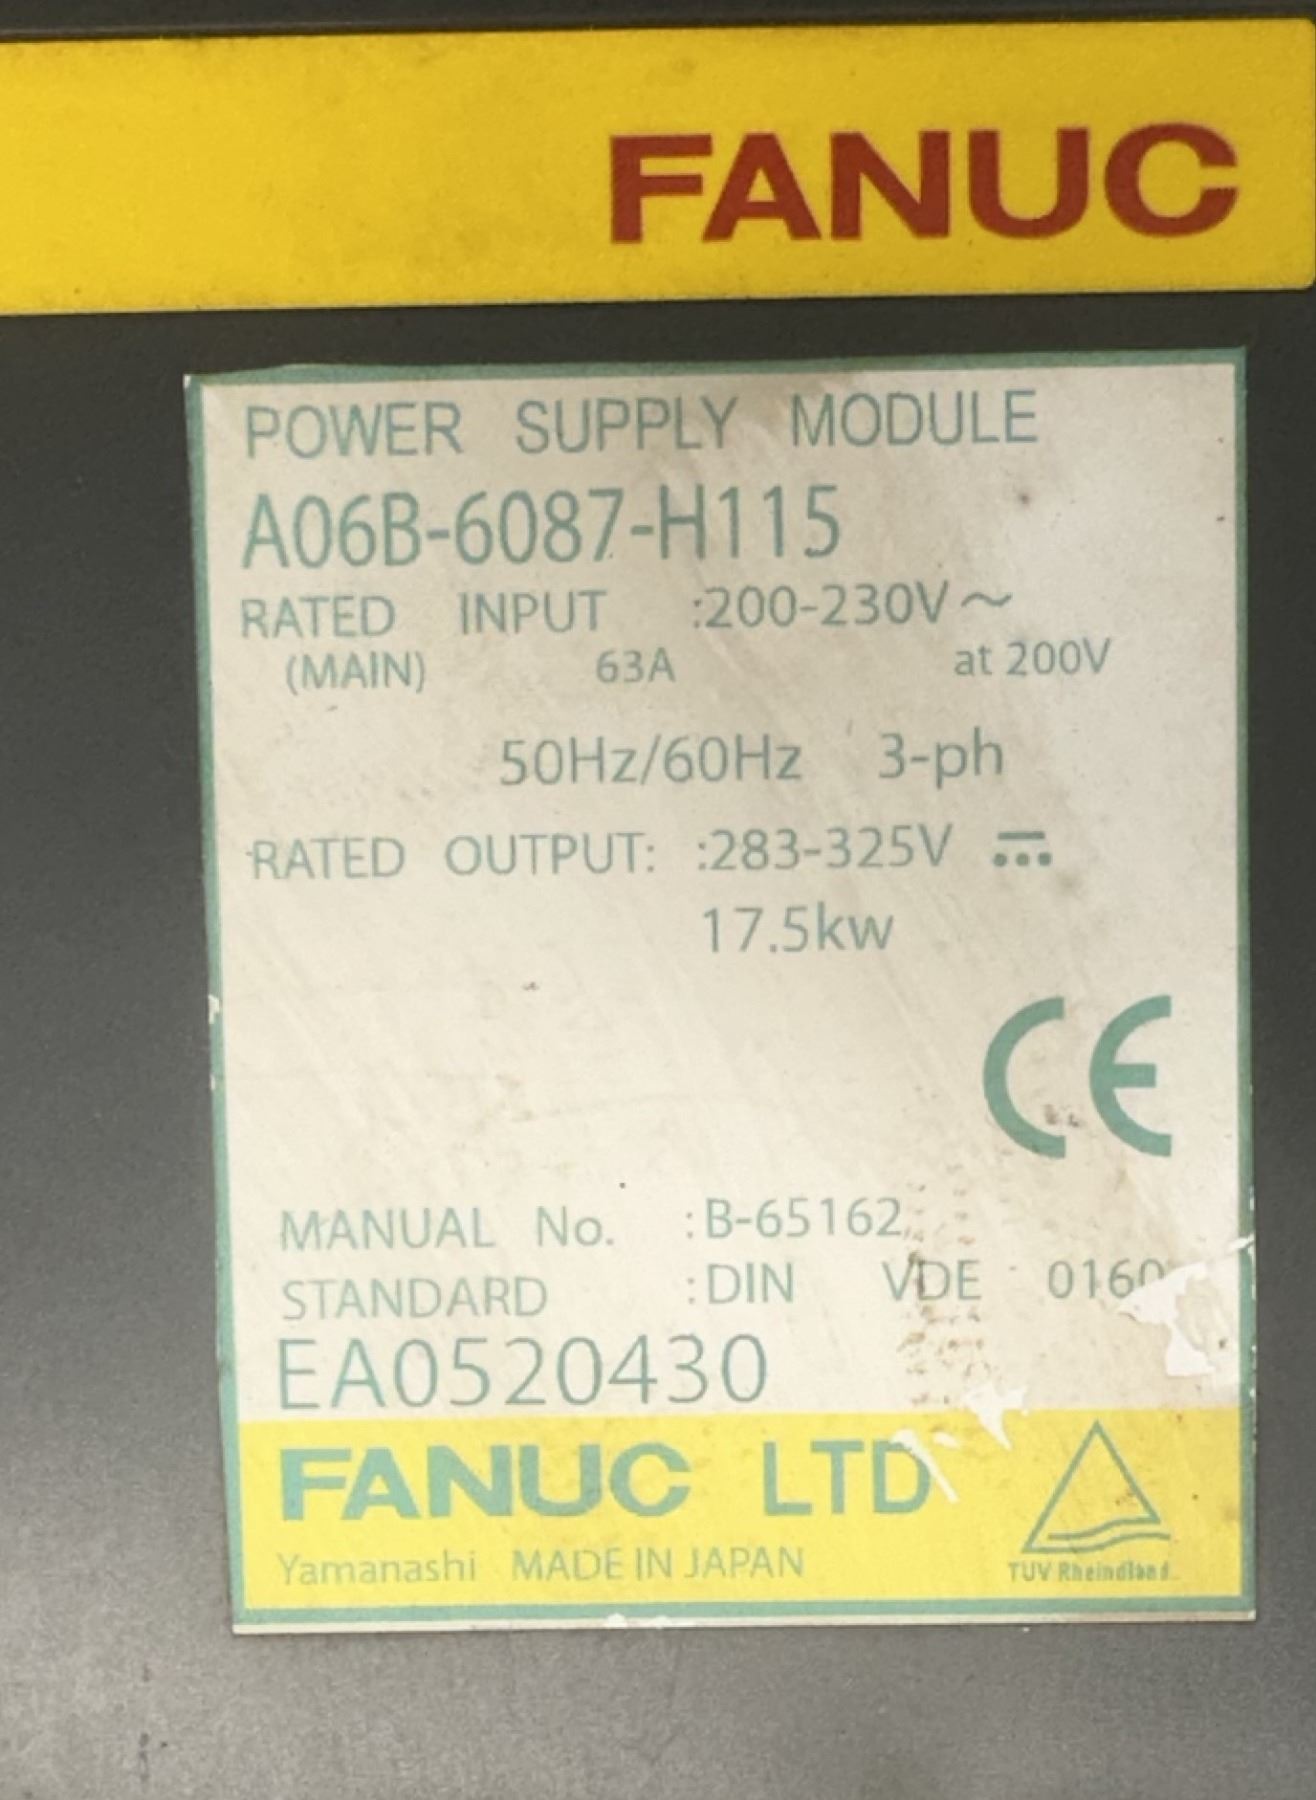 FANUC
POWER SUPPLY MODULE
A06B-6087-H115
RATED INPUT :200-230V~
(MAIN) 63A at 200V
50Hz/60Hz 3-ph
RATED OUTPUT: :283-325V ⎓
17.5kw
CE
MANUAL No. :B-65162
STANDARD :DIN VDE 0160
EA0520430
FANUC LTD
Yamanashi MADE IN JAPAN
TUV Rheindland